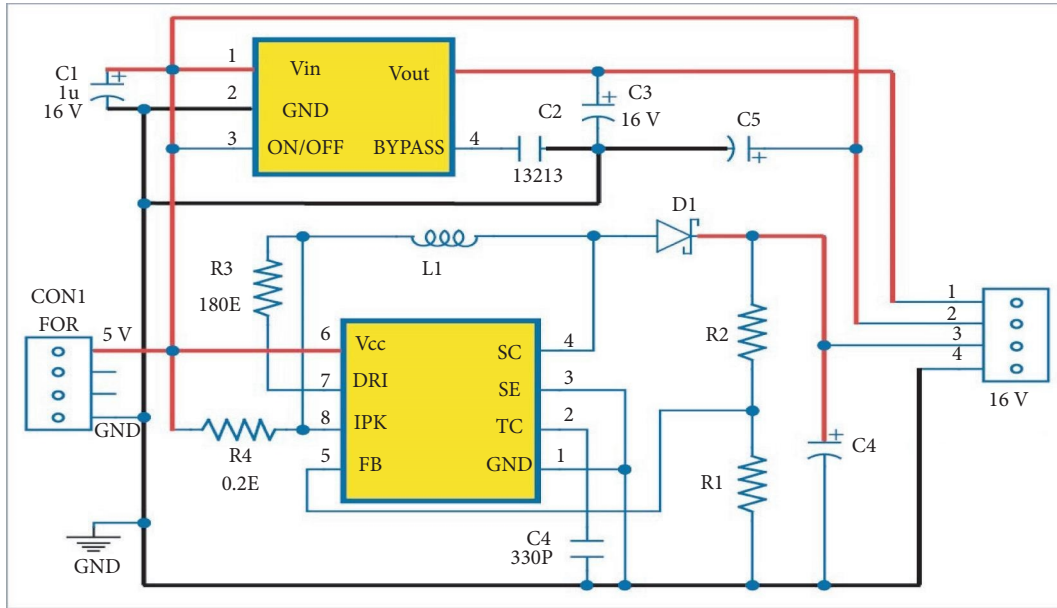 C1
1u
16 V
1
2
3
Vin
GND
ON/OFF
Vout
BYPASS
4
C2
13213
C3
16 V
C5
D1
L1
R3
180E
CON1
FOR
5 V
GND
6
7
8
5
Vcc
DRI
IPK
FB
SC
SE
TC
GND
4
3
2
1
R4
0.2E
R2
R1
C4
330P
C4
1
2
3
4
16 V
GND